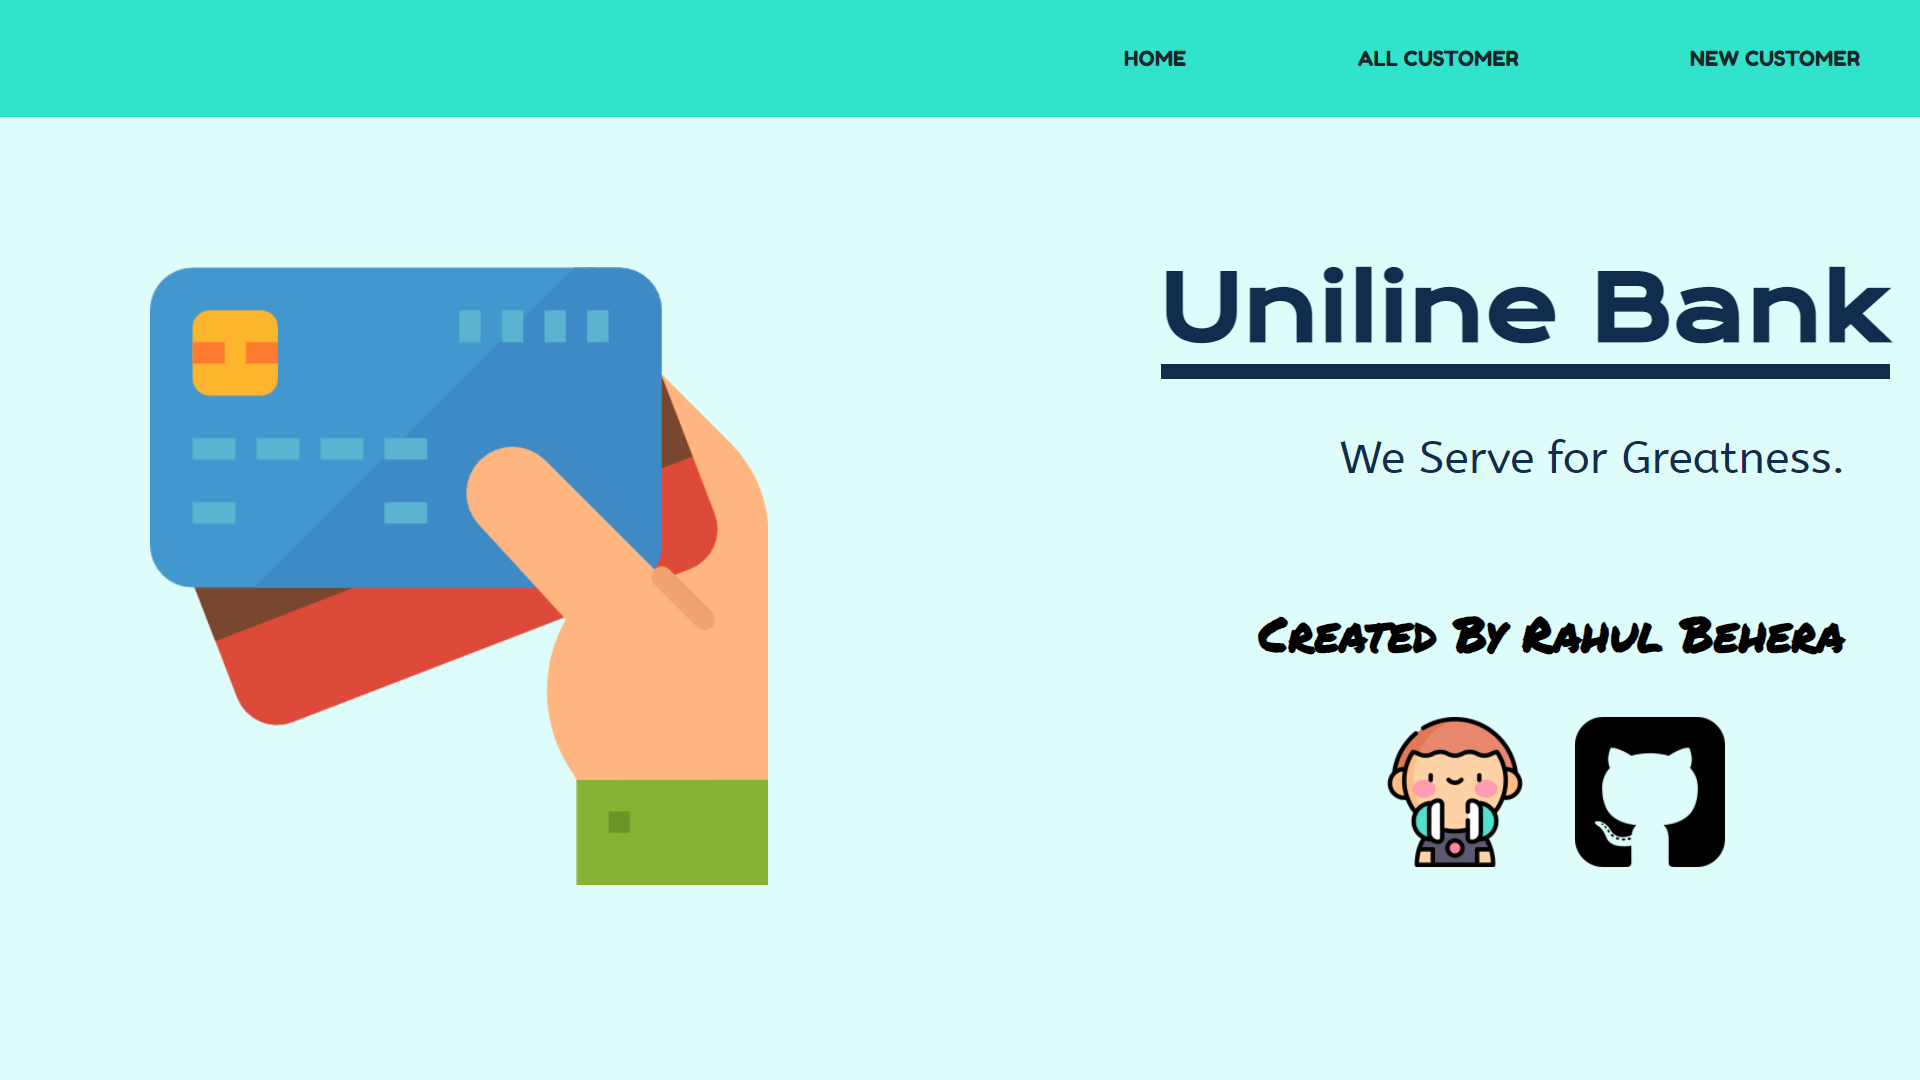 HOME ALL CUSTOMER NEW CUSTOMER
Uniline Bank
We Serve for Greatness.
Created By Rahul Behera